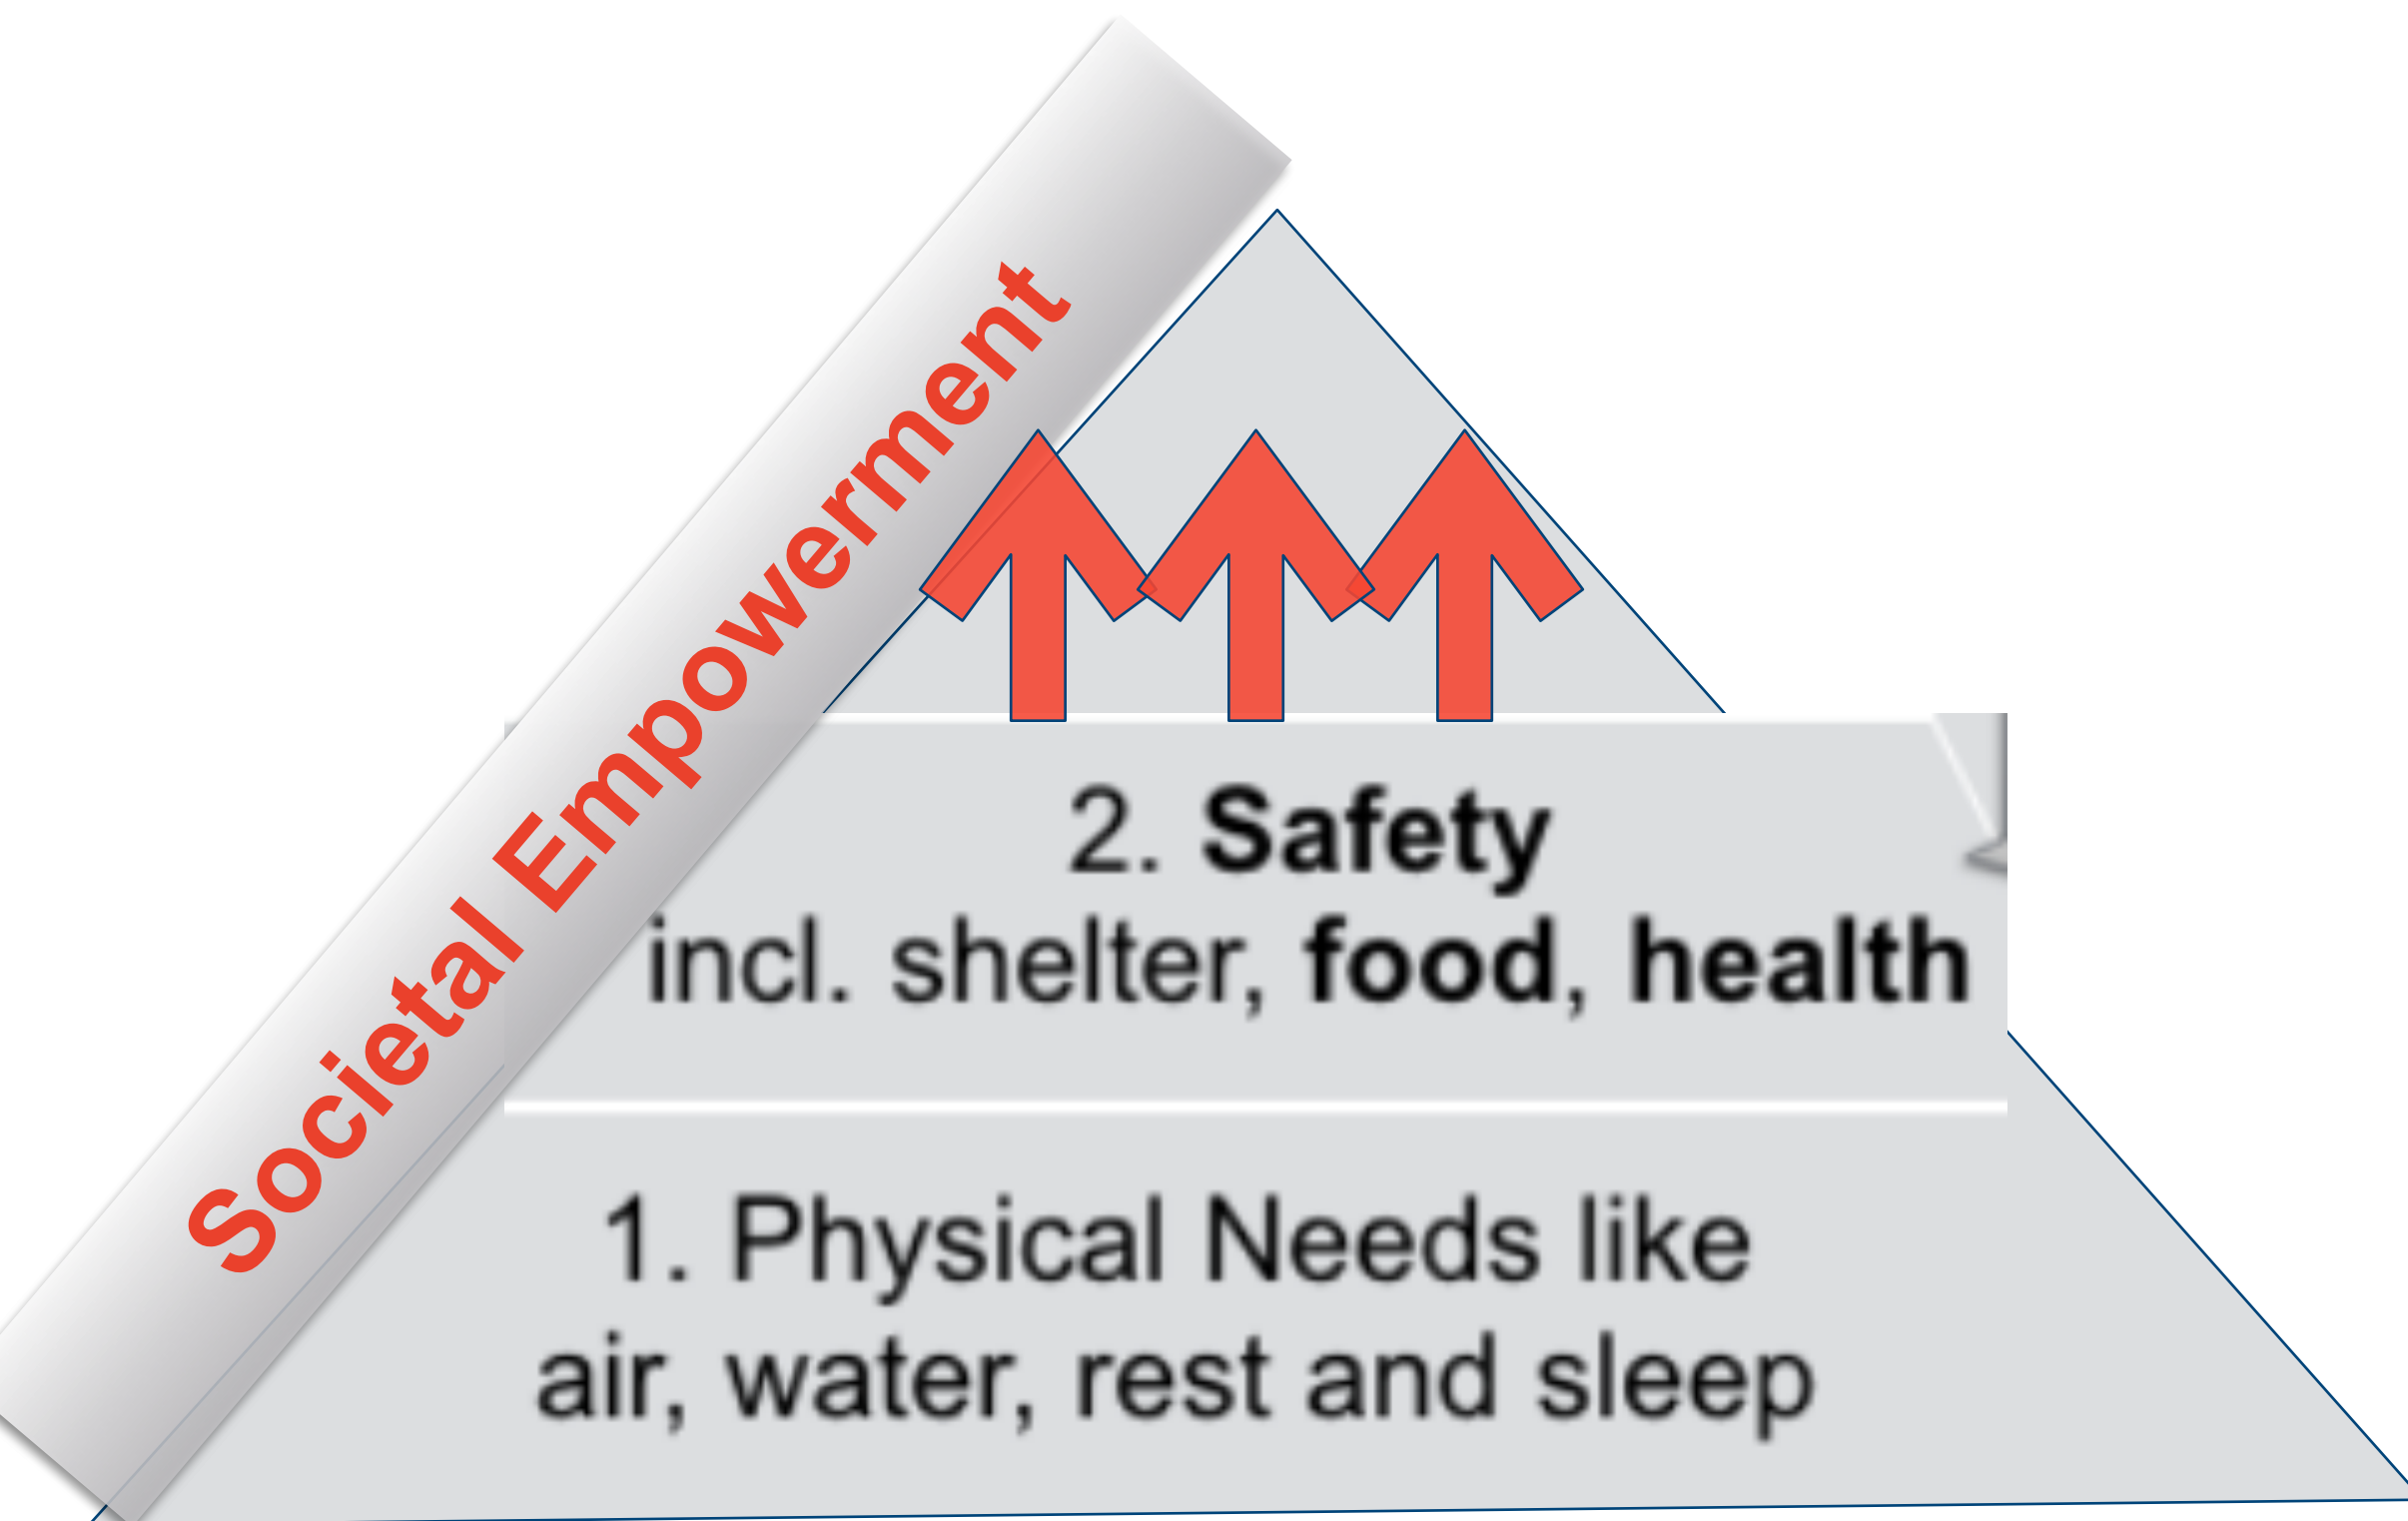 Societal Empowerment
2. Safety
incl. shelter, food, health
1. Physical Needs like
air, water, rest and sleep